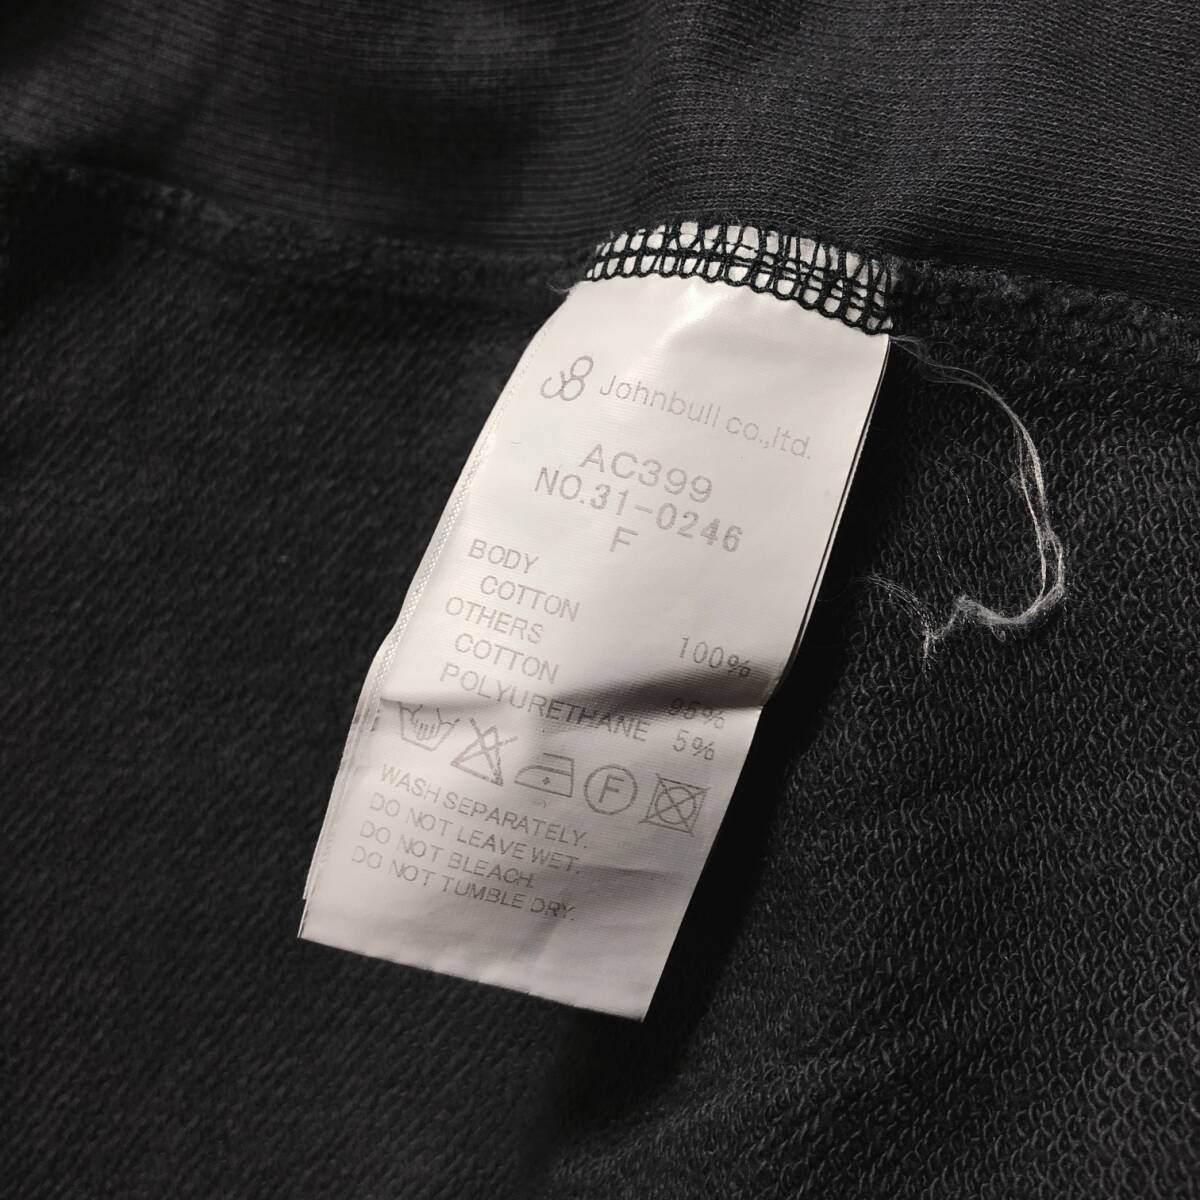 Johnbull co.,ltd.
AC399
NO.31-0246
F
BODY
COTTON 100%
OTHERS
COTTON 95%
POLYURETHANE 5%
F
WASH SEPARATELY.
DO NOT LEAVE WET.
DO NOT BLEACH.
DO NOT TUMBLE DRY.